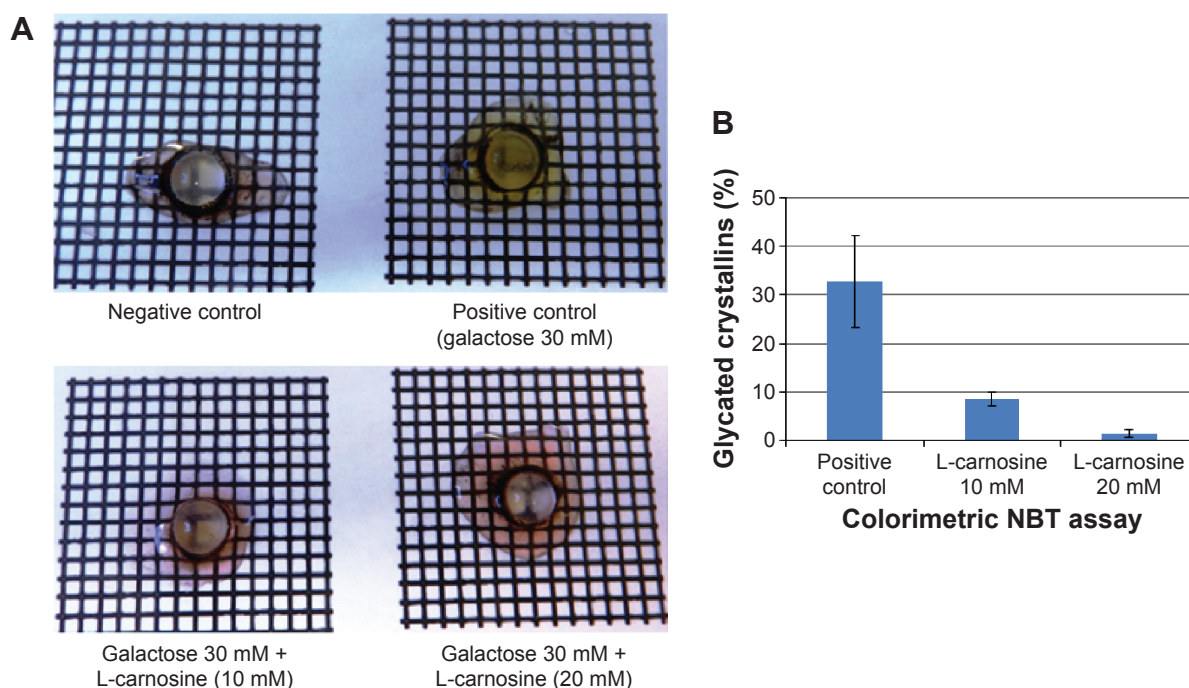 A
Negative control
Positive control
(galactose 30 mM)
Galactose 30 mM +
L-carnosine (10 mM)
Galactose 30 mM +
L-carnosine (20 mM)
B
Glycated crystallins (%)
50
40
30
20
10
0
Positive
control
L-carnosine
10 mM
L-carnosine
20 mM
Colorimetric NBT assay